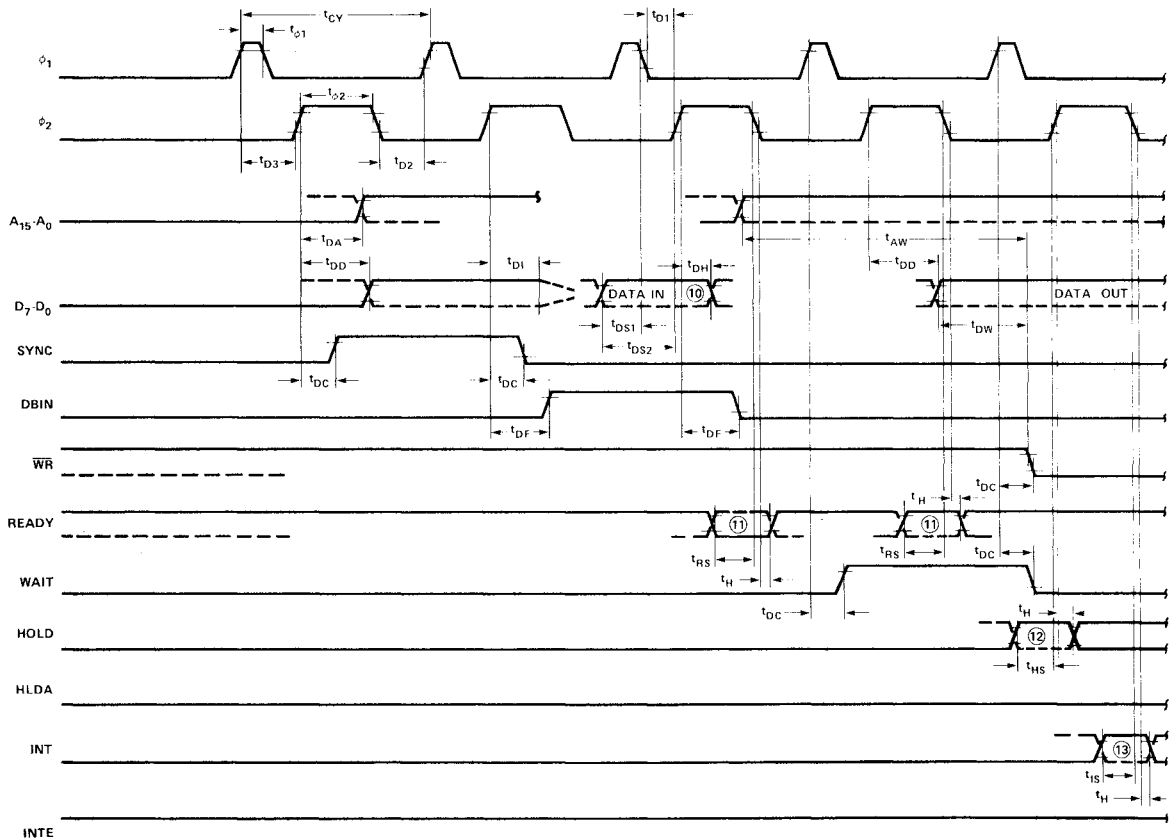 tCY
tφ1
tD1
φ1
tφ2
φ2
tD3
tD2
A15-A0
tDA
tAW
tDD
tDI
tDH
tDD
D7-D0
DATA IN
⑩
DATA OUT
tDS1
tDW
tDS2
SYNC
tDC
tDC
DBIN
tDF
tDF
WR
tH
tDC
READY
⑪
⑪
tRS
tRS
tDC
WAIT
tH
tDC
tH
HOLD
⑫
tHS
HLDA
INT
⑬
tIS
tH
INTE